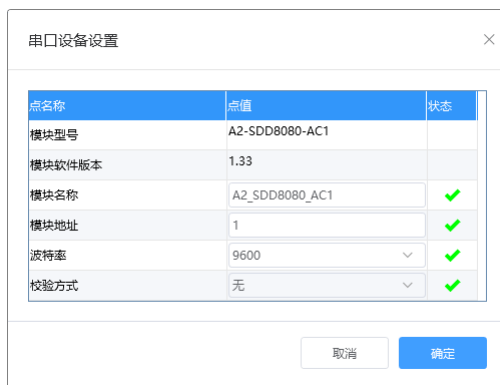 串口设备设置
点名称 点值 状态
模块型号 A2-SDD8080-AC1
模块软件版本 1.33
模块名称 A2_SDD8080_AC1
模块地址 1
波特率 9600
校验方式 无
取消 确定